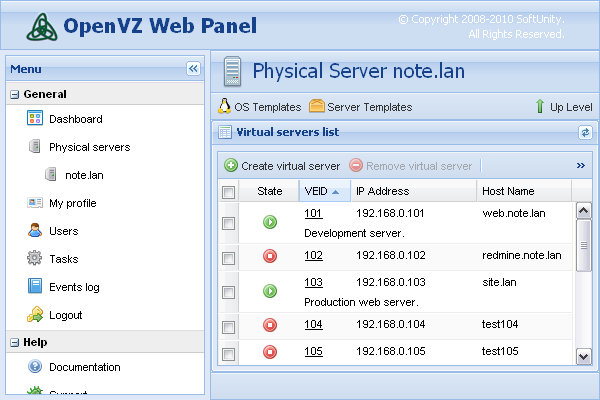 OpenVZ Web Panel
© Copyright 2008-2010 SoftUnity.
All Rights Reserved.
Menu
General
Dashboard
Physical servers
note.lan
My profile
Users
Tasks
Events log
Logout
Help
Documentation
Support
Physical Server note.lan
OS Templates Server Templates Up Level
Virtual servers list
Create virtual server Remove virtual server »
State VEID IP Address Host Name
101 192.168.0.101 web.note.lan
Development server.
102 192.168.0.102 redmine.note.lan
103 192.168.0.103 site.lan
Production web server.
104 192.168.0.104 test104
105 192.168.0.105 test105